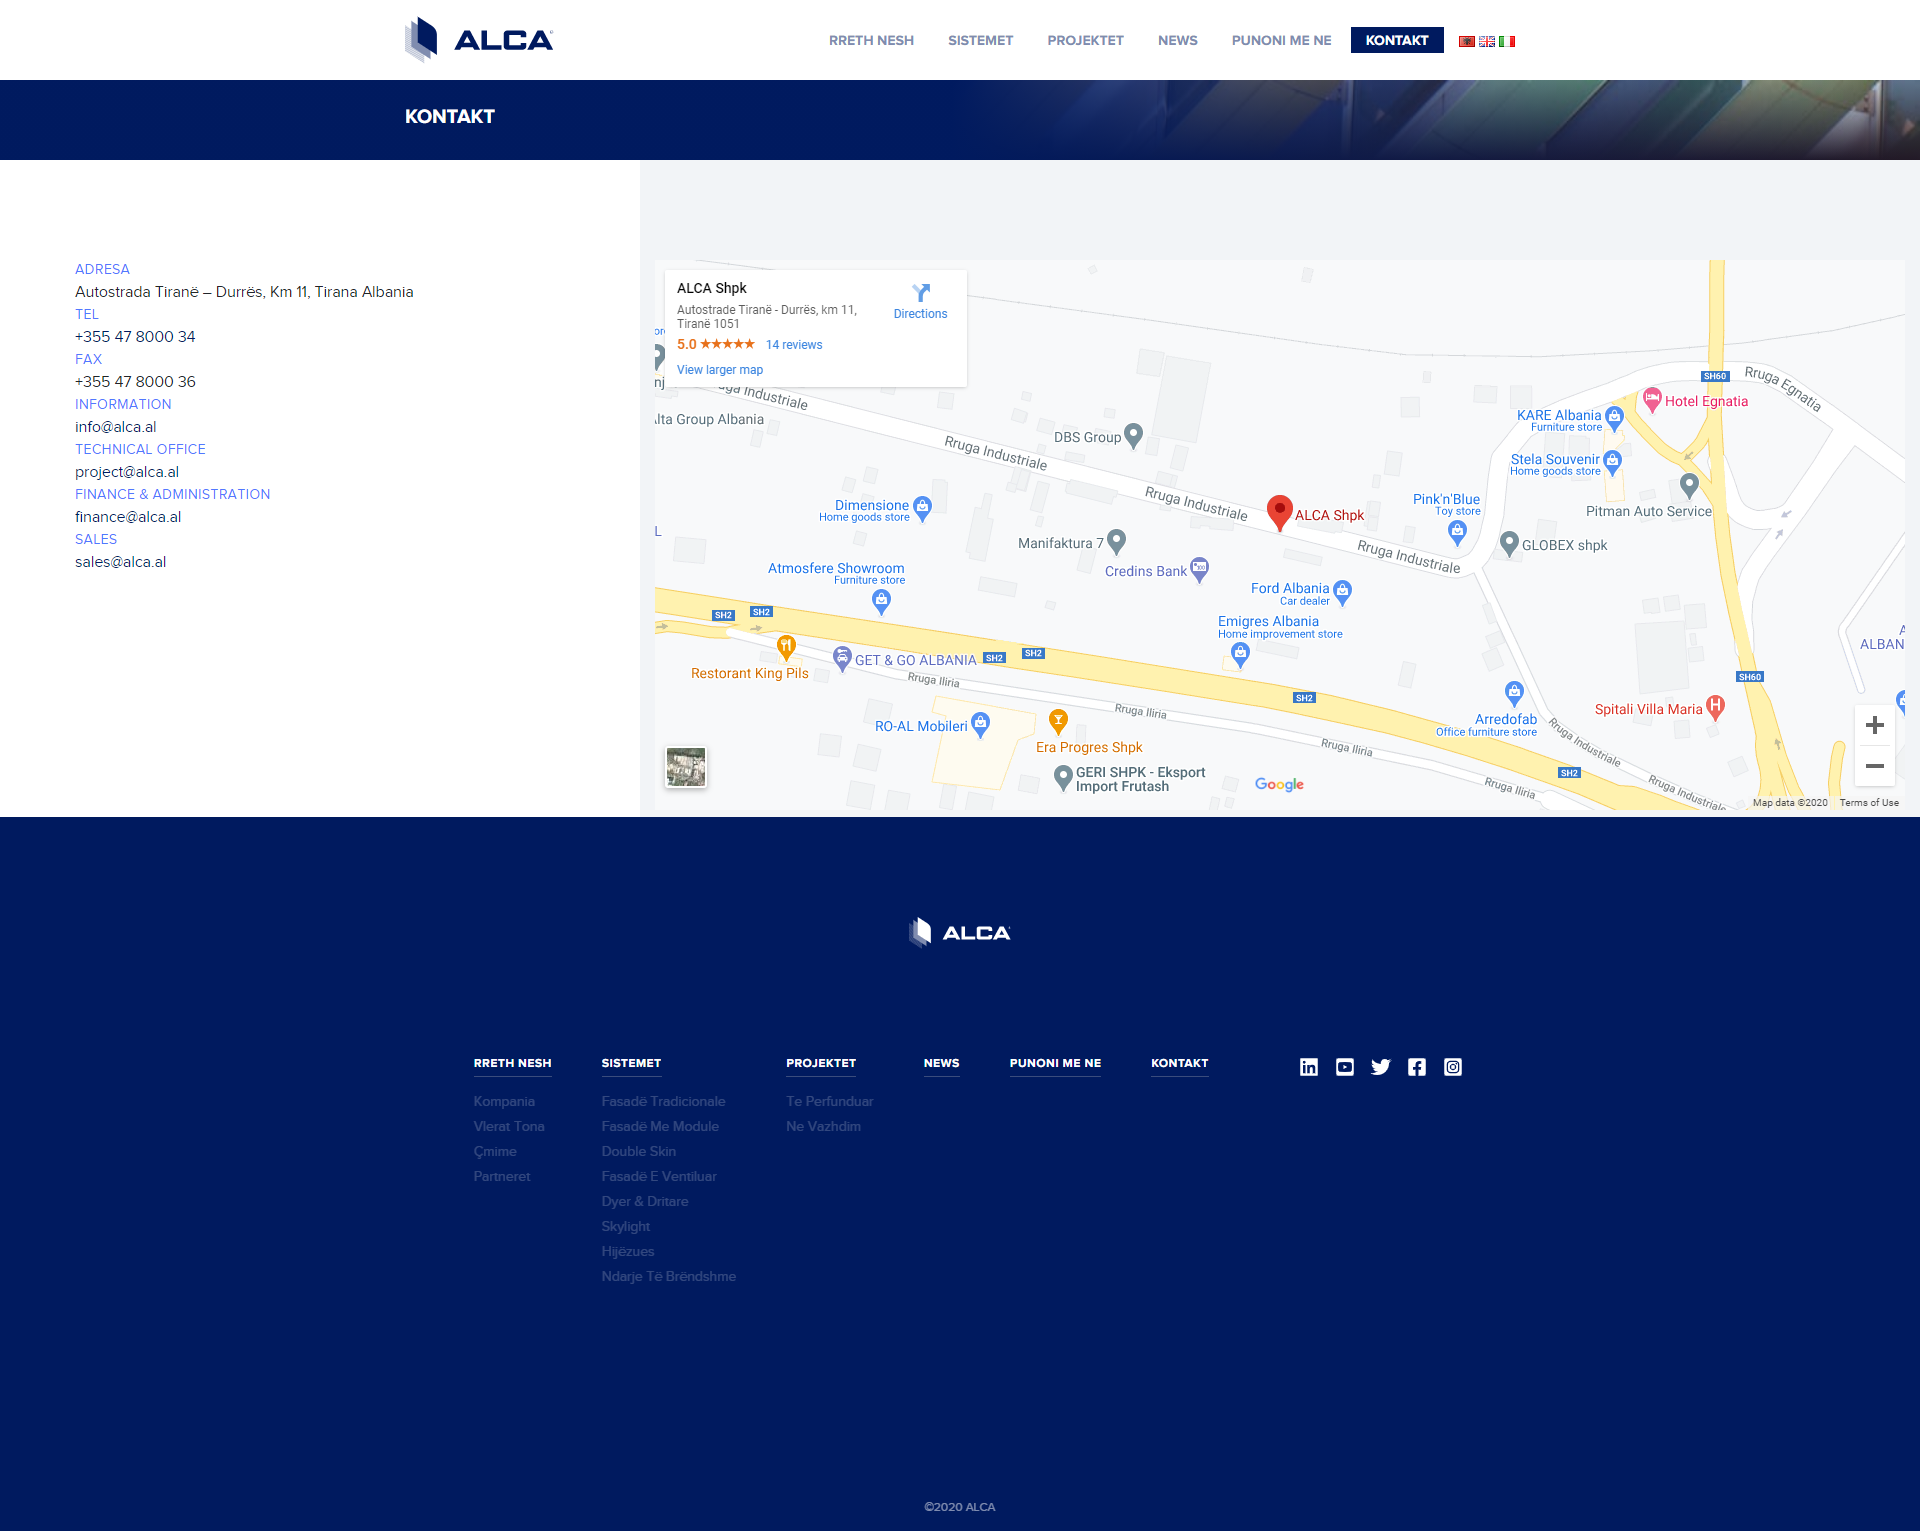 ALCA
RRETH NESH
SISTEMET
PROJEKTET
NEWS
PUNONI ME NE
KONTAKT
KONTAKT
ADRESA
Autostrada Tiranë – Durrës, Km 11, Tirana Albania
TEL
+355 47 8000 34
FAX
+355 47 8000 36
INFORMATION
info@alca.al
TECHNICAL OFFICE
project@alca.al
FINANCE & ADMINISTRATION
finance@alca.al
SALES
sales@alca.al
ALCA Shpk
Autostrade Tiranë - Durrës, km 11,
Tiranë 1051
Directions
5.0
14 reviews
View larger map
Rruga Industriale
lta Group Albania
DBS Group
Rruga Industriale
SH60
Rruga Egnatia
Hotel Egnatia
KARE Albania
Furniture store
Stela Souvenir
Home goods store
Dimensione
Home goods store
Rruga Industriale
ALCA Shpk
Pink'n'Blue
Toy store
Pitman Auto Service
L
Manifaktura 7
Rruga Industriale
GLOBEX shpk
Atmosfere Showroom
Furniture store
Credins Bank
Ford Albania
Car dealer
SH2
SH2
Emigres Albania
Home improvement store
ALBAN
Restorant King Pils
GET & GO ALBANIA
SH2
SH2
Rruga Iliria
SH2
SH60
RO-AL Mobileri
Rruga Iliria
Era Progres Shpk
Arredofab
Office furniture store
Spitali Villa Maria
Rruga Industriale
Rruga Iliria
GERI SHPK - Eksport
Import Frutash
Google
SH2
Rruga Iliria
Rruga Industriale
Map data ©2020
Terms of Use
ALCA
RRETH NESH
Kompania
Vlerat Tona
Çmime
Partneret
SISTEMET
Fasadë Tradicionale
Fasadë Me Module
Double Skin
Fasadë E Ventiluar
Dyer & Dritare
Skylight
Hijëzues
Ndarje Të Brëndshme
PROJEKTET
Te Perfunduar
Ne Vazhdim
NEWS
PUNONI ME NE
KONTAKT
©2020 ALCA